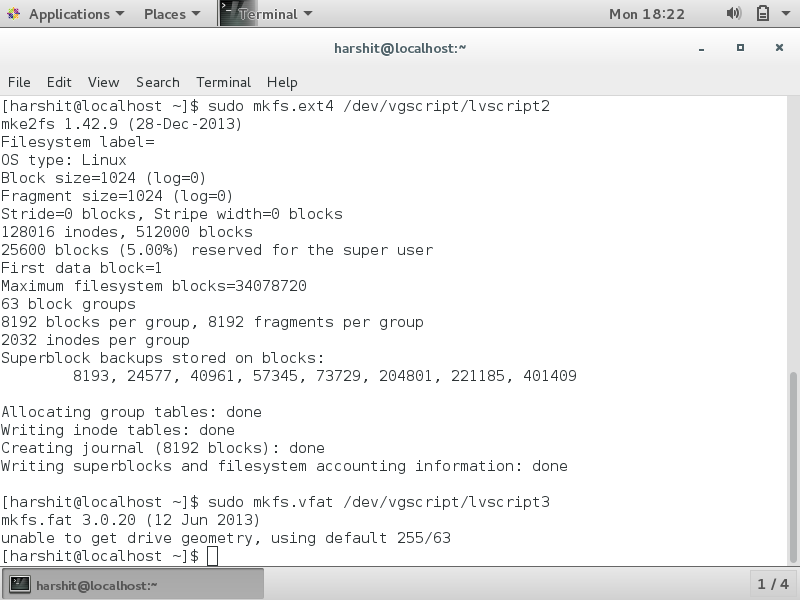 Applications Places Terminal Mon 18:22
harshit@localhost:~
File Edit View Search Terminal Help
[harshit@localhost ~]$ sudo mkfs.ext4 /dev/vgscript/lvscript2
mke2fs 1.42.9 (28-Dec-2013)
Filesystem label=
OS type: Linux
Block size=1024 (log=0)
Fragment size=1024 (log=0)
Stride=0 blocks, Stripe width=0 blocks
128016 inodes, 512000 blocks
25600 blocks (5.00%) reserved for the super user
First data block=1
Maximum filesystem blocks=34078720
63 block groups
8192 blocks per group, 8192 fragments per group
2032 inodes per group
Superblock backups stored on blocks:
8193, 24577, 40961, 57345, 73729, 204801, 221185, 401409
Allocating group tables: done
Writing inode tables: done
Creating journal (8192 blocks): done
Writing superblocks and filesystem accounting information: done
[harshit@localhost ~]$ sudo mkfs.vfat /dev/vgscript/lvscript3
mkfs.fat 3.0.20 (12 Jun 2013)
unable to get drive geometry, using default 255/63
[harshit@localhost ~]$
harshit@localhost:~ 1 / 4